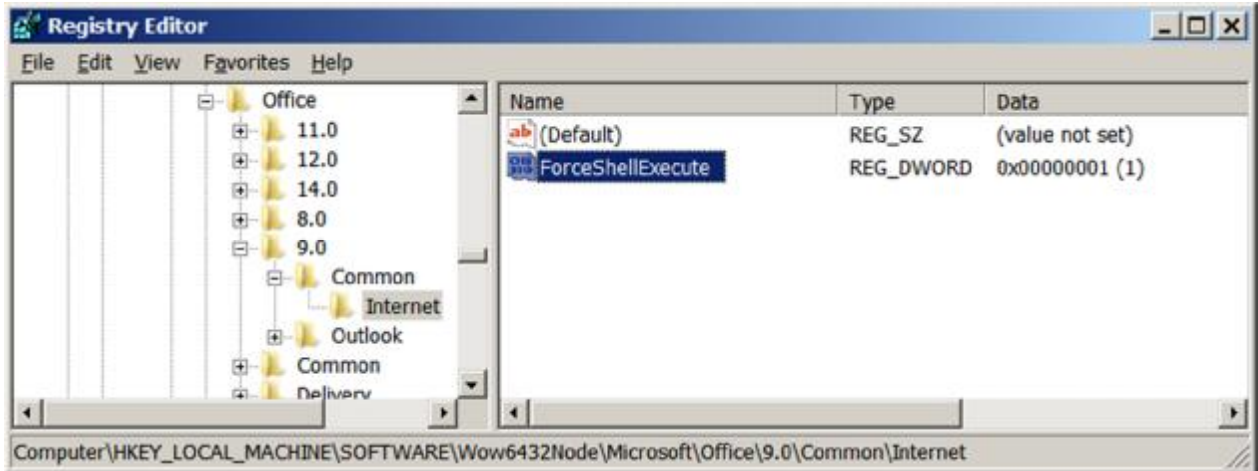 Registry Editor
File Edit View Favorites Help
Office
11.0
12.0
14.0
8.0
9.0
Common
Internet
Outlook
Common
Delivery
Name Type Data
(Default) REG_SZ (value not set)
ForceShellExecute REG_DWORD 0x00000001 (1)
Computer\HKEY_LOCAL_MACHINE\SOFTWARE\Wow6432Node\Microsoft\Office\9.0\Common\Internet